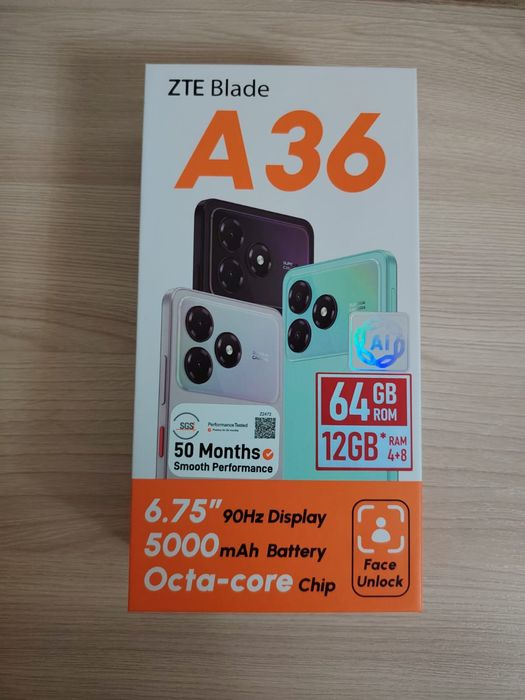 ZTE Blade
A36
AI
64 GB ROM
12GB* RAM 4+8
SGS
Performance Tested
50 Months
Smooth Performance
6.75" 90Hz Display
5000mAh Battery
Octa-core Chip
Face
Unlock